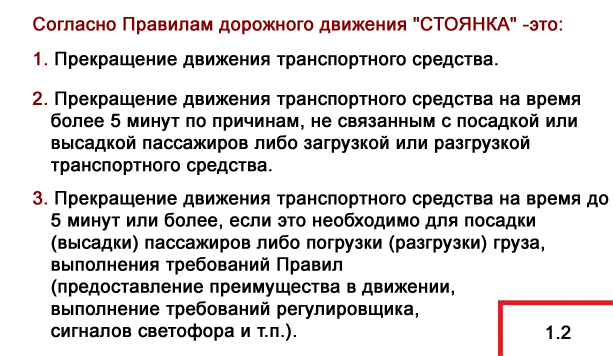 Согласно Правилам дорожного движения "СТОЯНКА" -это:
1. Прекращение движения транспортного средства.
2. Прекращение движения транспортного средства на время
более 5 минут по причинам, не связанным с посадкой или
высадкой пассажиров либо загрузкой или разгрузкой
транспортного средства.
3. Прекращение движения транспортного средства на время до
5 минут или более, если это необходимо для посадки
(высадки) пассажиров либо погрузки (разгрузки) груза,
выполнения требований Правил
(предоставление преимущества в движении,
выполнение требований регулировщика,
сигналов светофора и т.п.).
1.2